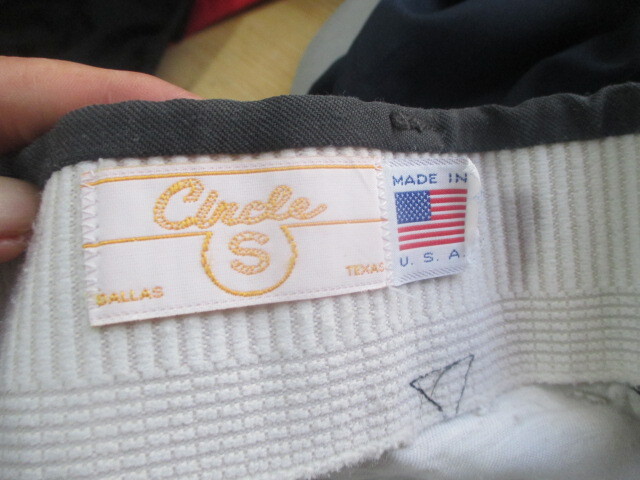 Circle
S
DALLAS TEXAS
MADE IN
U. S. A.